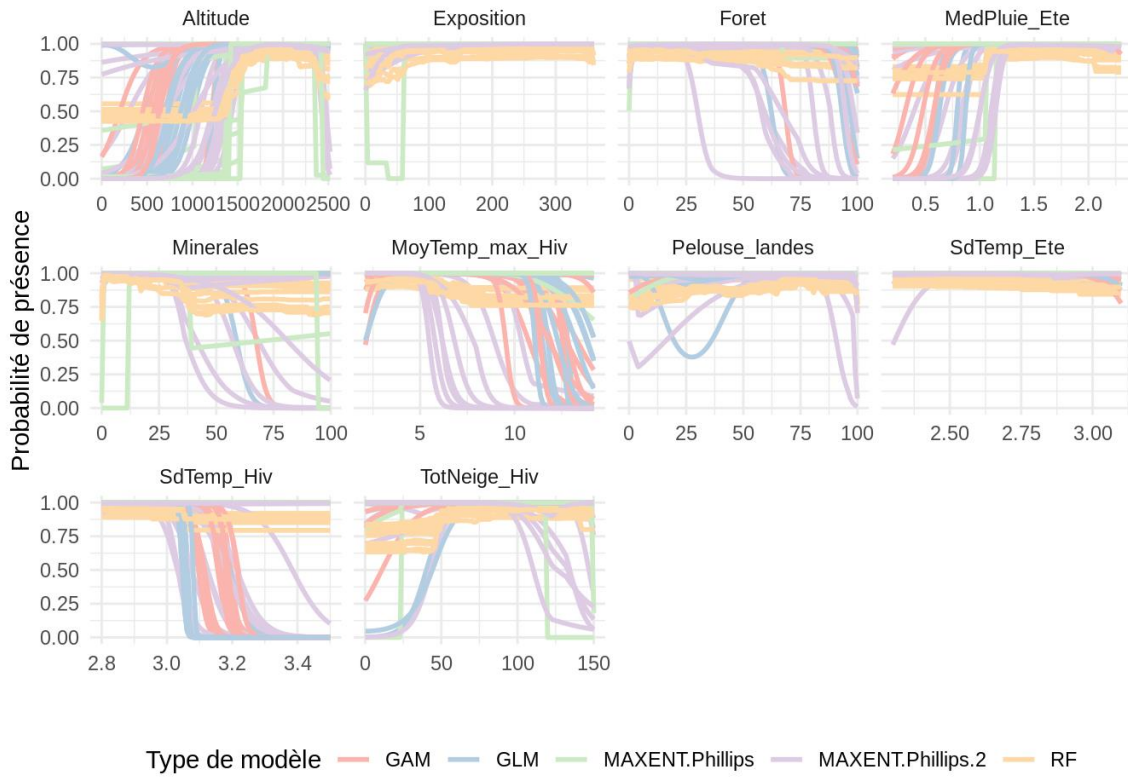 Altitude Exposition Foret MedPluie_Ete
1.00
0.75
0.50
0.25
0.00
0 500 1000 1500 2000 2500 0 100 200 300 0 25 50 75 100 0.5 1.0 1.5 2.0
Probabilité de présence
Minerales MoyTemp_max_Hiv Pelouse_landes SdTemp_Ete
1.00
0.75
0.50
0.25
0.00
0 25 50 75 100 5 10 0 25 50 75 100 2.50 2.75 3.00
SdTemp_Hiv TotNeige_Hiv
1.00
0.75
0.50
0.25
0.00
2.8 3.0 3.2 3.4 0 50 100 150
Type de modèle GAM GLM MAXENT.Phillips MAXENT.Phillips.2 RF